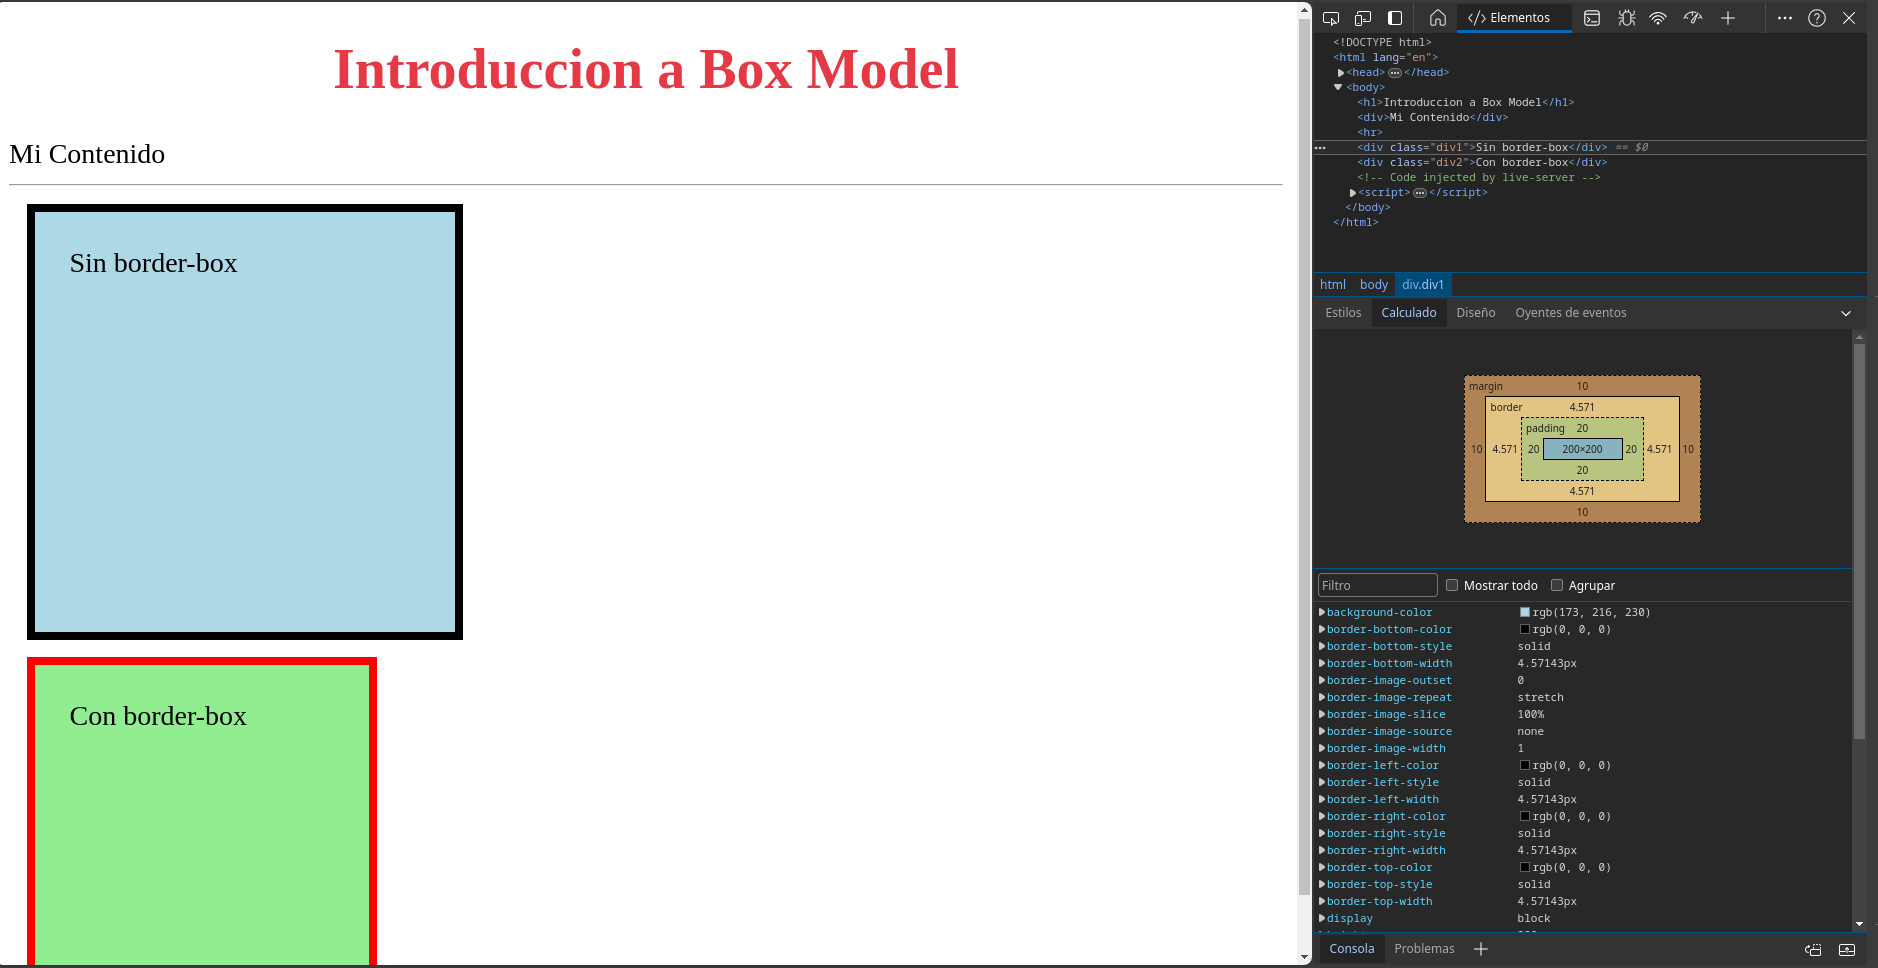 Introduccion a Box Model
Mi Contenido
Sin border-box
Con border-box
</> Elementos
<!DOCTYPE html>
<html lang="en">
<head>···</head>
<body>
<h1>Introduccion a Box Model</h1>
<div>Mi Contenido</div>
<hr>
···<div class="div1">Sin border-box</div> == $0
<div class="div2">Con border-box</div>
<!-- Code injected by live-server -->
<script>···</script>
</body>
</html>
html body div.div1
Estilos Calculado Diseño Oyentes de eventos
margin 10
border 4.571
padding 20
10 4.571 20 200×200 20 4.571 10
20
4.571
10
Filtro Mostrar todo Agrupar
background-color rgb(173, 216, 230)
border-bottom-color rgb(0, 0, 0)
border-bottom-style solid
border-bottom-width 4.57143px
border-image-outset 0
border-image-repeat stretch
border-image-slice 100%
border-image-source none
border-image-width 1
border-left-color rgb(0, 0, 0)
border-left-style solid
border-left-width 4.57143px
border-right-color rgb(0, 0, 0)
border-right-style solid
border-right-width 4.57143px
border-top-color rgb(0, 0, 0)
border-top-style solid
border-top-width 4.57143px
display block
Consola Problemas